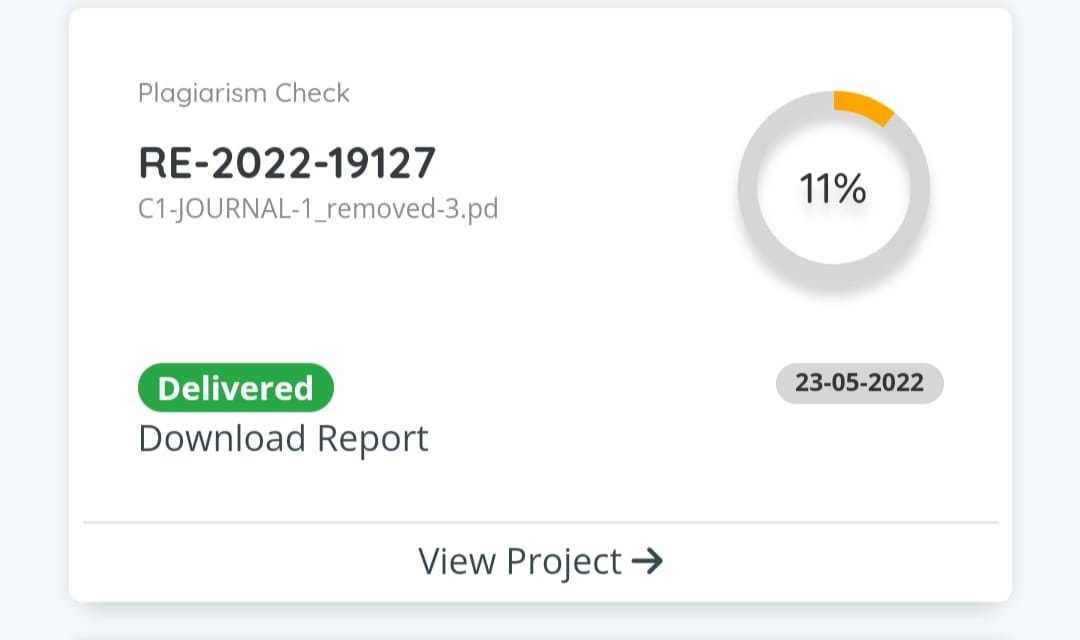 Plagiarism Check
RE-2022-19127
C1-JOURNAL-1_removed-3.pd
11%
Delivered
23-05-2022
Download Report
View Project →